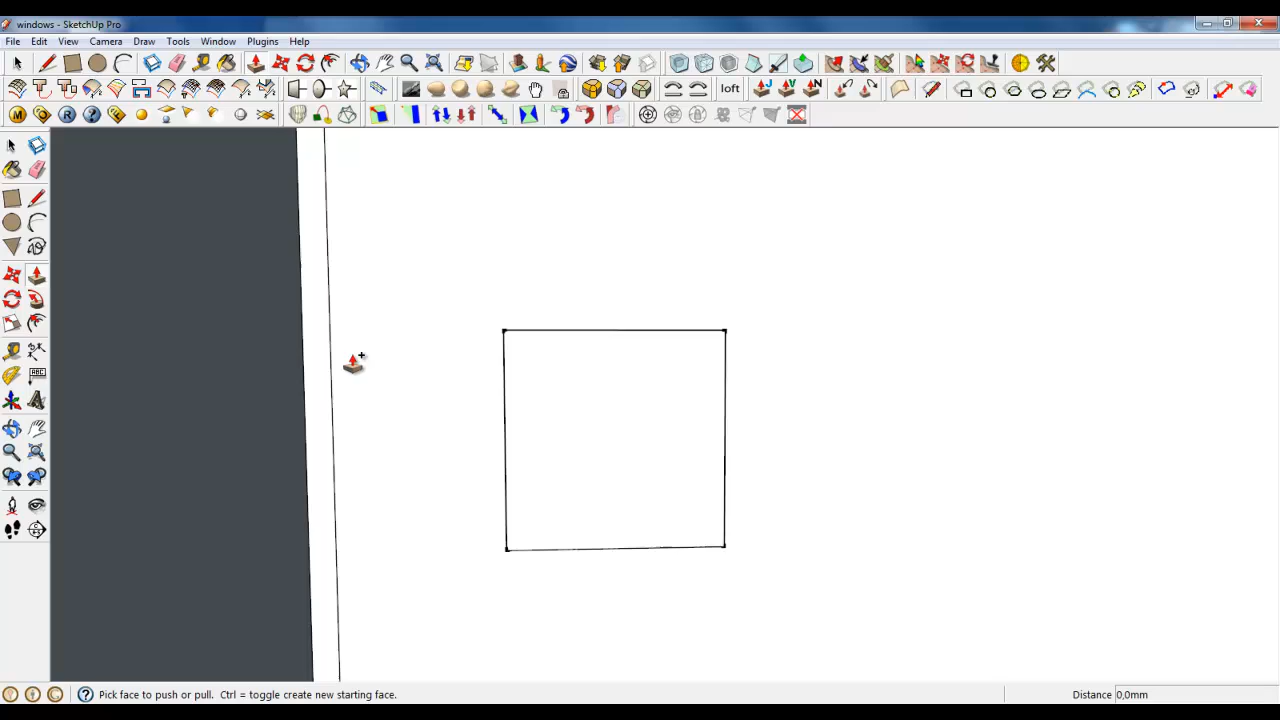 windows - SketchUp Pro
File Edit View Camera Draw Tools Window Plugins Help
loft
J V N
M R ?
ABC
A
Pick face to push or pull. Ctrl = toggle create new starting face.
Distance 0,0mm